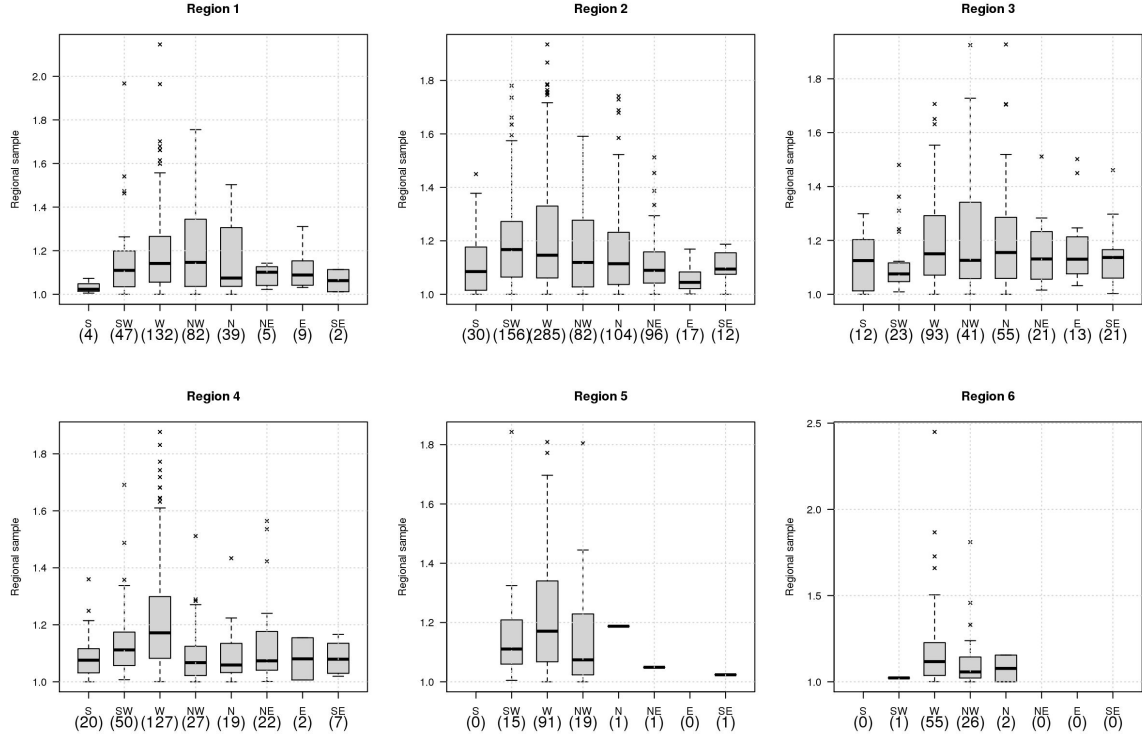 Region 1
Region 2
Region 3
Regional sample
2.0
1.8
1.6
1.4
1.2
1.0
S SW W NW N NE E SE
(4) (47) (132) (82) (39) (5) (9) (2)
Regional sample
1.8
1.6
1.4
1.2
1.0
S SW W NW N NE E SE
(30) (156) (285) (82) (104) (96) (17) (12)
Regional sample
1.8
1.6
1.4
1.2
1.0
S SW W NW N NE E SE
(12) (23) (93) (41) (55) (21) (13) (21)
Region 4
Region 5
Region 6
Regional sample
1.8
1.6
1.4
1.2
1.0
S SW W NW N NE E SE
(20) (50) (127) (27) (19) (22) (2) (7)
Regional sample
1.8
1.6
1.4
1.2
1.0
S SW W NW N NE E SE
(0) (15) (91) (19) (1) (1) (0) (1)
Regional sample
2.5
2.0
1.5
1.0
S SW W NW N NE E SE
(0) (1) (55) (26) (2) (0) (0) (0)